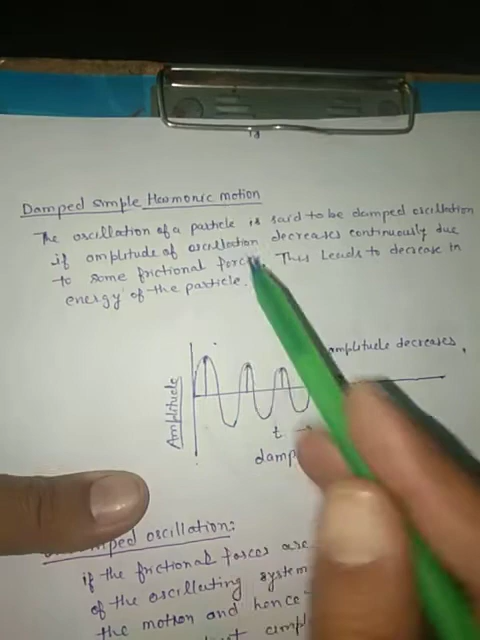 Damped simple Harmonic motion
The oscillation of a particle is said to be damped oscillation
if amplitude of oscillation decreases continuously due
to some frictional force. This leads to decrease in
energy of the particle.
amplitude decreases.
Amplitude
t →
damp
damped oscillation:
if the frictional forces are
of the oscillating system
the motion and hence